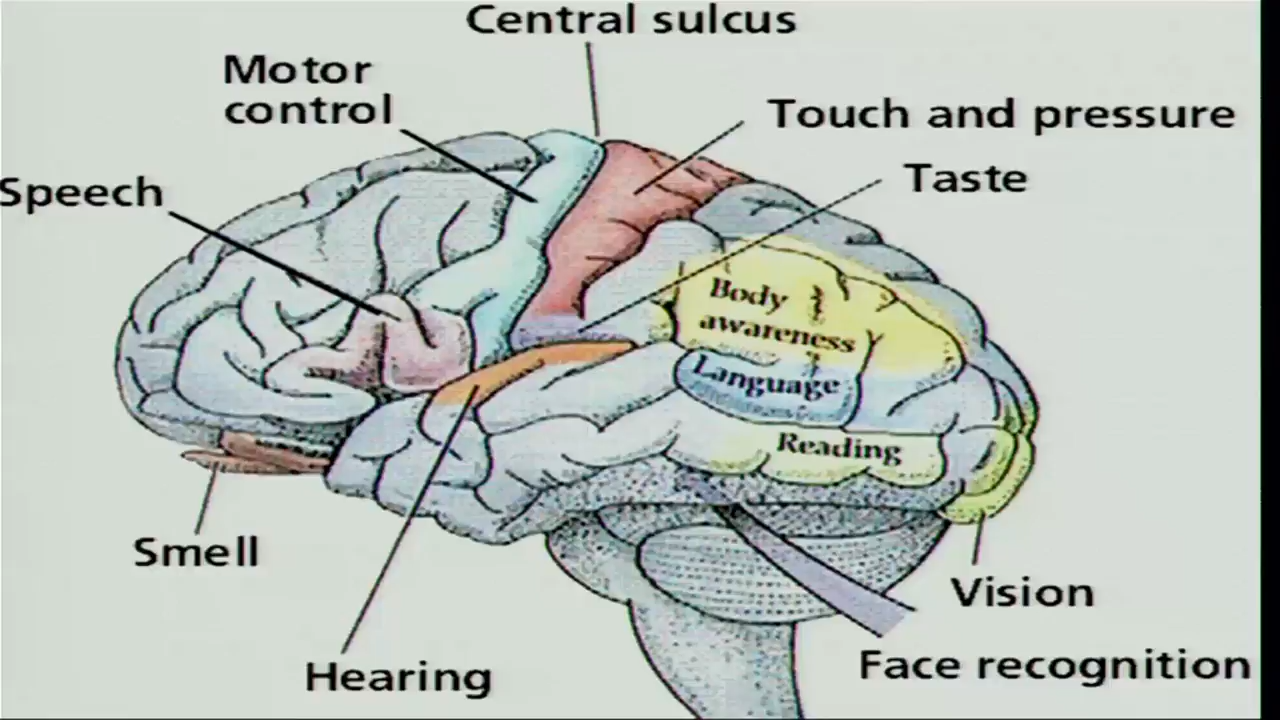 Central sulcus
Motor
control
Touch and pressure
Speech
Taste
Body
awareness
Language
Reading
Smell
Vision
Hearing
Face recognition